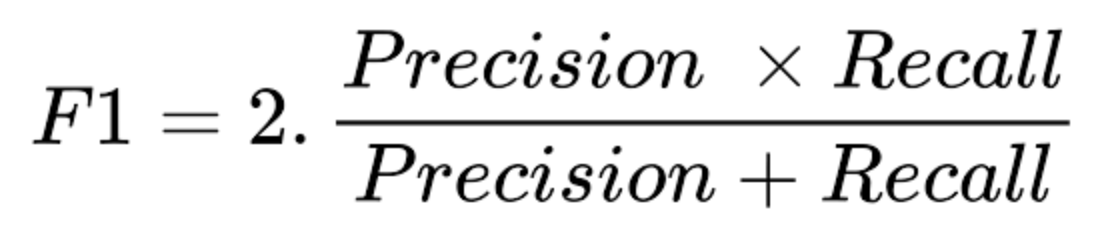 Precision × Recall
F1 = 2.
Precision + Recall